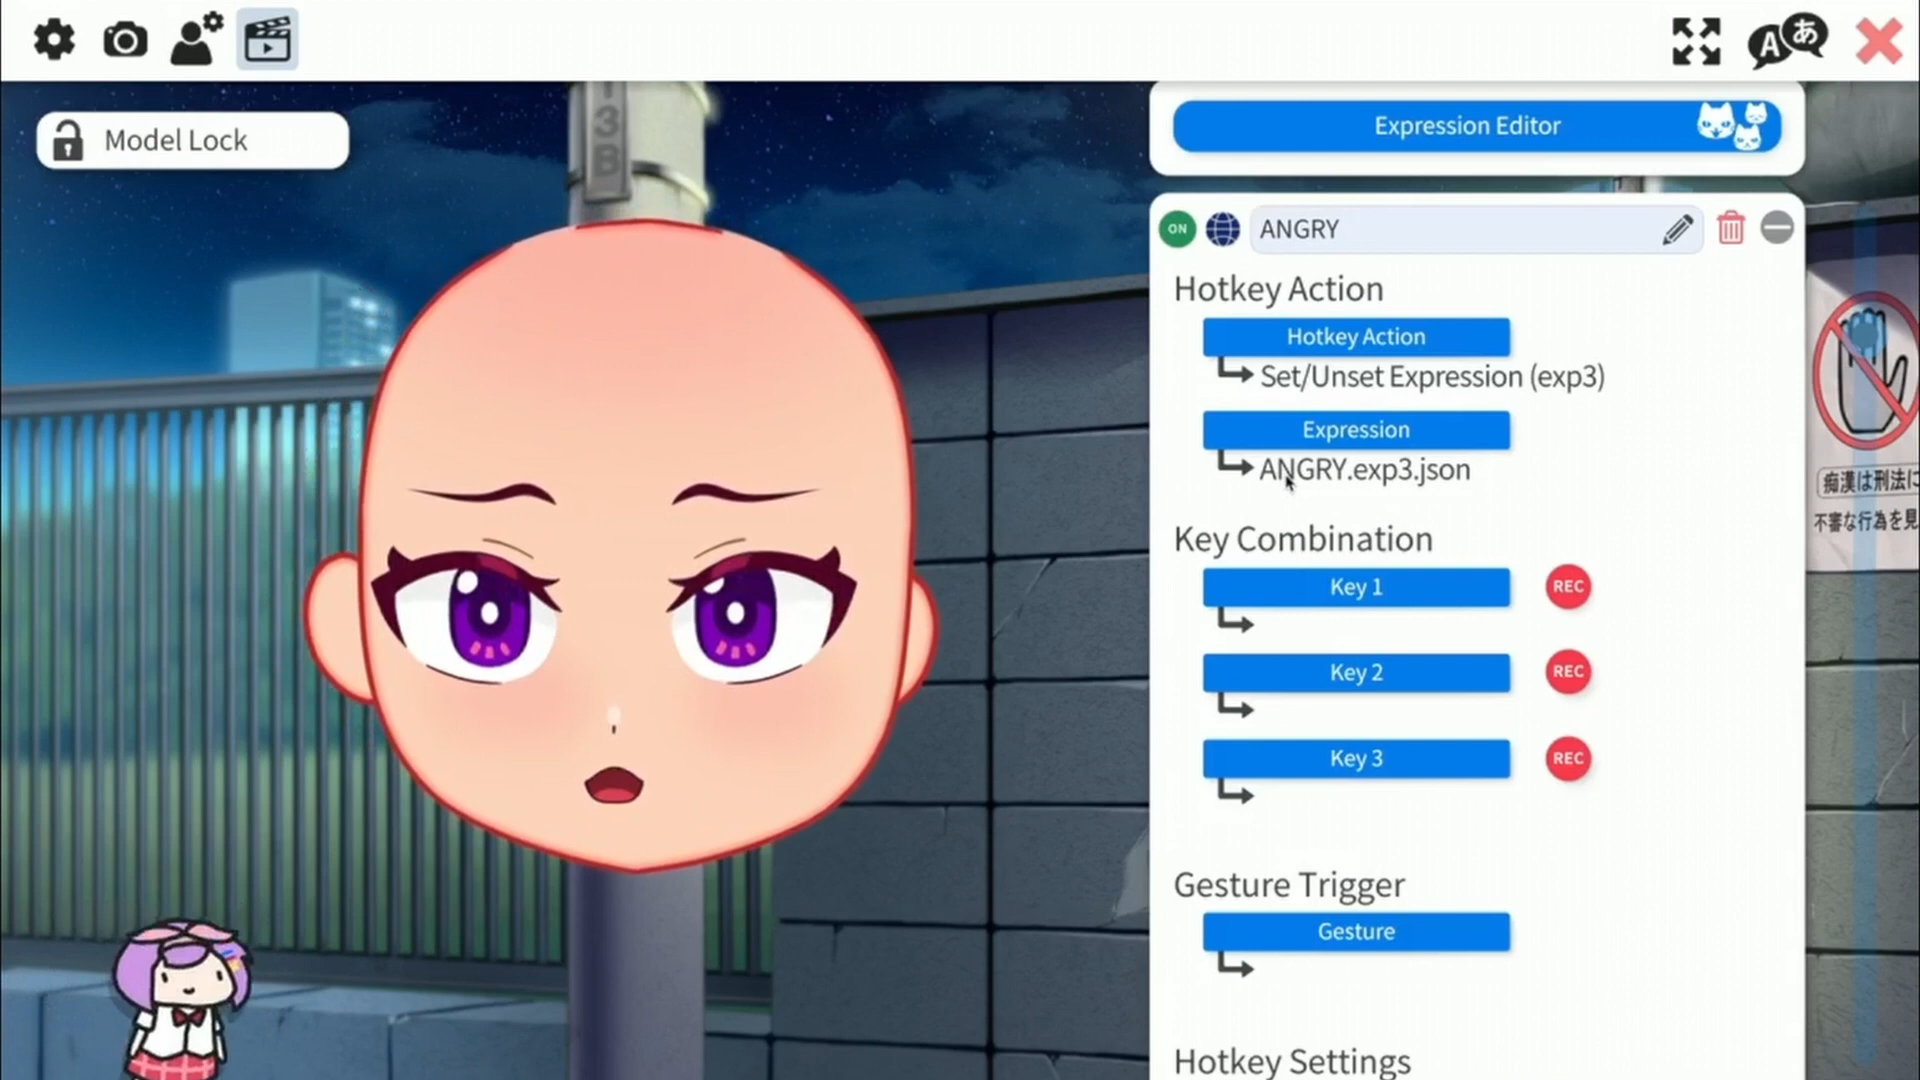 A あ
Model Lock
3
B
Expression Editor
ON
ANGRY
Hotkey Action
Hotkey Action
Set/Unset Expression (exp3)
Expression
ANGRY.exp3.json
Key Combination
Key 1
REC
Key 2
REC
Key 3
REC
Gesture Trigger
Gesture
Hotkey Settings
痴漢は刑法に
不審な行為を見